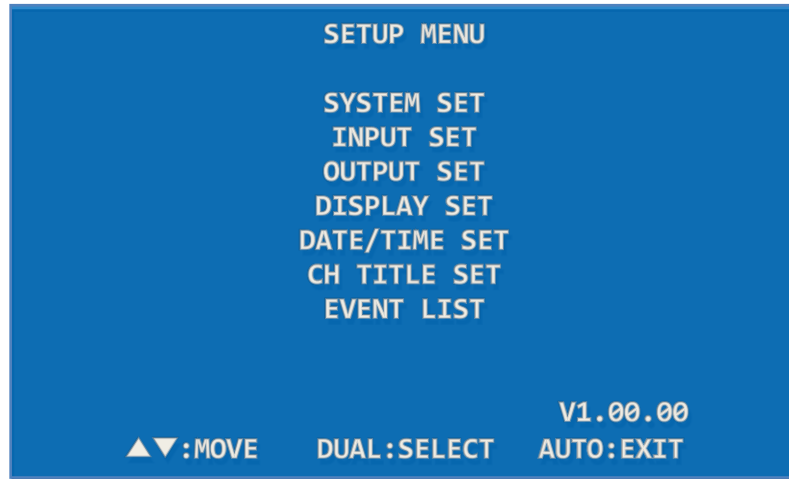 SETUP MENU
SYSTEM SET
INPUT SET
OUTPUT SET
DISPLAY SET
DATE/TIME SET
CH TITLE SET
EVENT LIST
V1.00.00
▲▼:MOVE DUAL:SELECT AUTO:EXIT